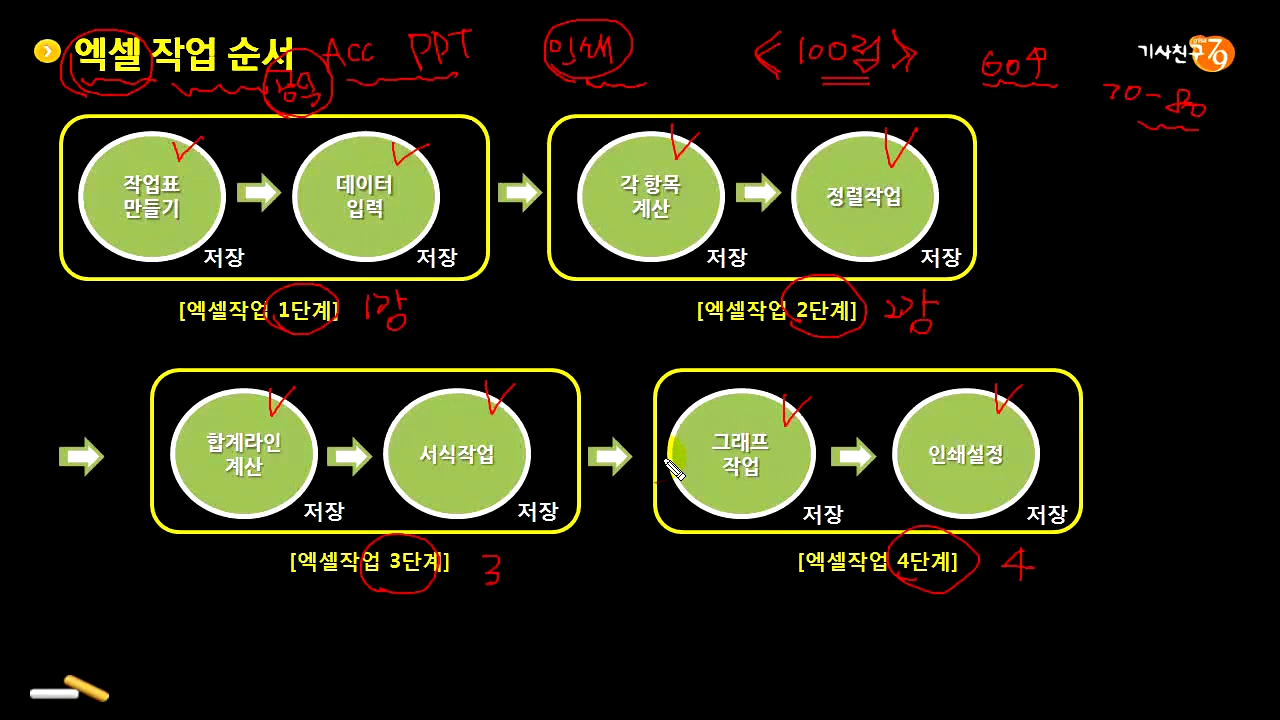 엑셀 작업 순서
Acc PPT
인쇄
<100점>
60점
70-80
기사친구 79
작업표
만들기
저장
데이터
입력
저장
각 항목
계산
저장
정렬작업
저장
[엑셀작업 1단계] 1강
[엑셀작업 2단계] 2강
합계라인
계산
저장
서식작업
저장
그래프
작업
저장
인쇄설정
저장
[엑셀작업 3단계] 3
[엑셀작업 4단계] 4